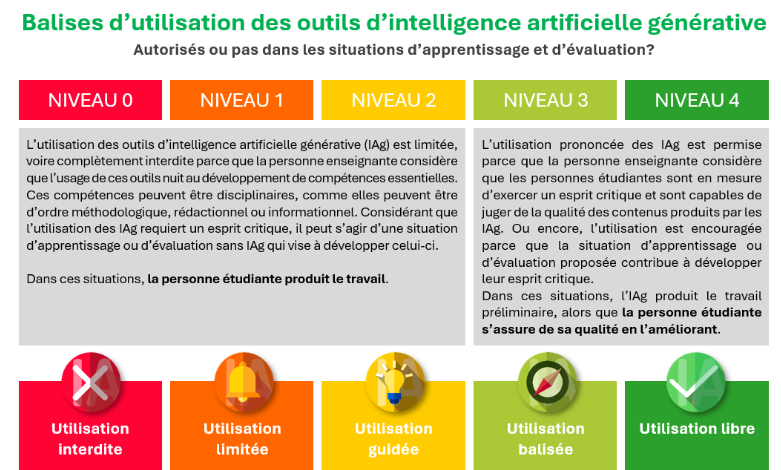 Balises d’utilisation des outils d’intelligence artificielle générative
Autorisés ou pas dans les situations d’apprentissage et d’évaluation?
NIVEAU 0
NIVEAU 1
NIVEAU 2
NIVEAU 3
NIVEAU 4
L’utilisation des outils d’intelligence artificielle générative (IAg) est limitée,
voire complètement interdite parce que la personne enseignante considère
que l’usage de ces outils nuit au développement de compétences essentielles.
Ces compétences peuvent être disciplinaires, comme elles peuvent être
d’ordre méthodologique, rédactionnel ou informationnel. Considérant que
l’utilisation des IAg requiert un esprit critique, il peut s’agir d’une situation
d’apprentissage ou d’évaluation sans IAg qui vise à développer celui-ci.
Dans ces situations, la personne étudiante produit le travail.
L’utilisation prononcée des IAg est permise
parce que la personne enseignante considère
que les personnes étudiantes sont en mesure
d’exercer un esprit critique et sont capables de
juger de la qualité des contenus produits par les
IAg. Ou encore, l’utilisation est encouragée
parce que la situation d’apprentissage ou
d’évaluation proposée contribue à développer
leur esprit critique.
Dans ces situations, l’IAg produit le travail
préliminaire, alors que la personne étudiante
s’assure de sa qualité en l’améliorant.
IA
IA
IA
IA
IA
Utilisation
interdite
Utilisation
limitée
Utilisation
guidée
Utilisation
balisée
Utilisation libre